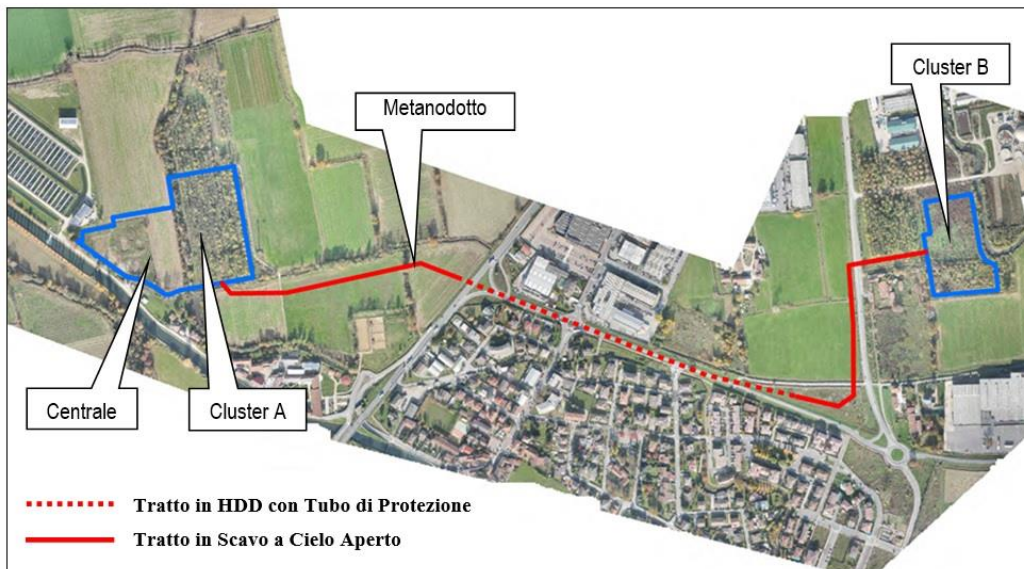 Cluster B
Metanodotto
Centrale
Cluster A
Tratto in HDD con Tubo di Protezione
Tratto in Scavo a Cielo Aperto